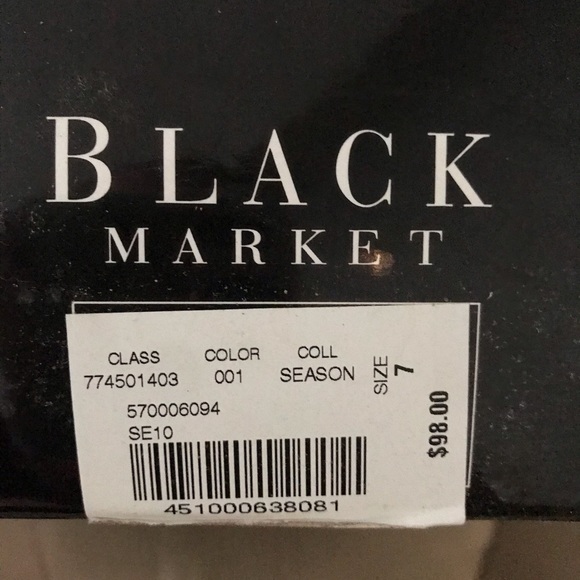 BLACK
MARKET
CLASS COLOR COLL
774501403 001 SEASON
SIZE 7
570006094
SE10
$98.00
451000638081